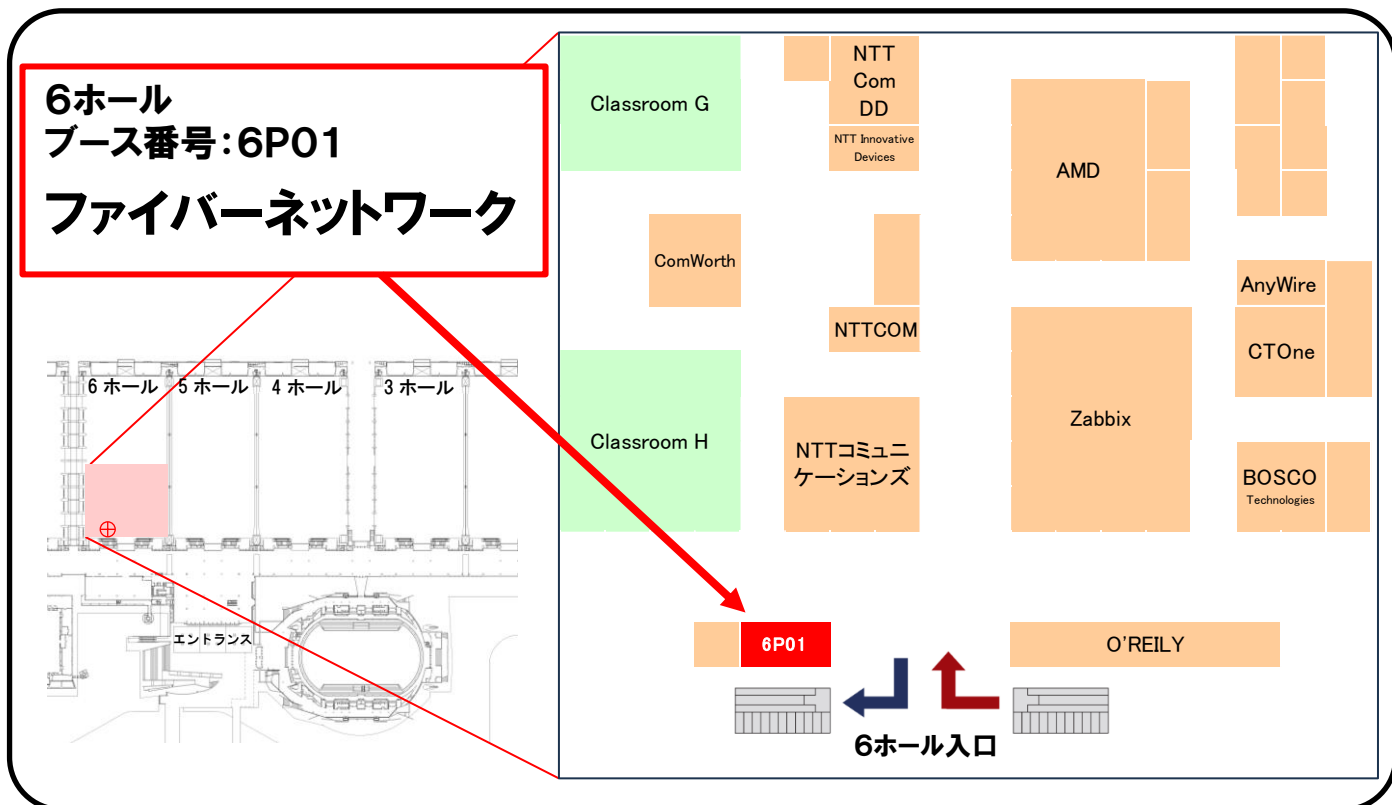 6ホール
ブース番号：6P01
ファイバーネットワーク
6 ホール
5 ホール
4 ホール
3 ホール
エントランス
Classroom G
NTT
Com
DD
NTT Innovative
Devices
AMD
ComWorth
NTTCOM
AnyWire
CTOne
Classroom H
NTTコミュニ
ケーションズ
Zabbix
BOSCO
Technologies
6P01
O'REILY
6ホール入口